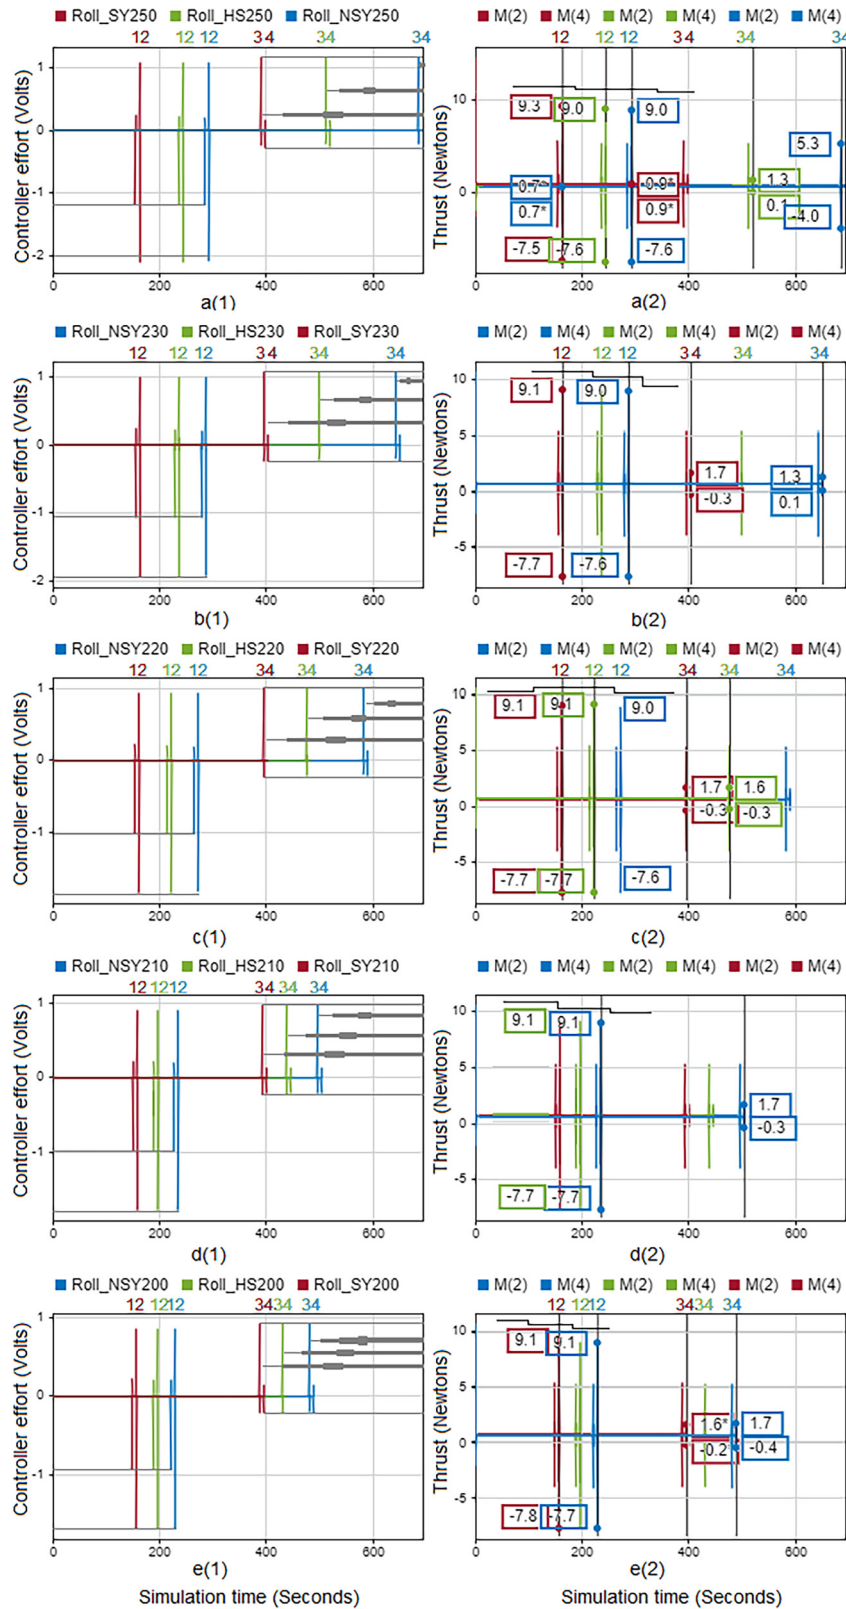 Roll_SY250 Roll_HS250 Roll_NSY250
12 12 12 34 34 34
Controller effort (Volts)
1
0
-1
-2
0 200 400 600
a(1)
M(2) M(4) M(2) M(4) M(2) M(4)
12 12 12 34 34 34
Thrust (Newtons)
10
0
9.3 9.0 9.0
5.3
0.7* 0.9* 1.3
0.7* 0.9* 0.1 -4.0
-7.5 -7.6 -7.6
0 200 400 600
a(2)
Roll_NSY230 Roll_HS230 Roll_SY230
12 12 12 34 34 34
Controller effort (Volts)
1
0
-1
-2
0 200 400 600
b(1)
M(2) M(4) M(2) M(4) M(2) M(4)
12 12 12 34 34 34
Thrust (Newtons)
10
5
0
-5
9.1 9.0
1.7 1.3
-0.3 0.1
-7.7 -7.6
0 200 400 600
b(2)
Roll_NSY220 Roll_HS220 Roll_SY220
12 12 12 34 34 34
Controller effort (Volts)
1
0
-1
0 200 400 600
c(1)
M(2) M(4) M(2) M(4) M(2) M(4)
12 12 12 34 34 34
Thrust (Newtons)
10
5
0
-5
9.1 9.1 9.0
1.7 1.6
-0.3 -0.3
-7.7 -7.7 -7.6
0 200 400 600
c(2)
Roll_NSY210 Roll_HS210 Roll_SY210
12 12 12 34 34 34
Controller effort (Volts)
1
0
-1
0 200 400 600
d(1)
M(2) M(4) M(2) M(4) M(2) M(4)
Thrust (Newtons)
10
5
0
-5
9.1 9.1
1.7
-0.3
-7.7 -7.7
0 200 400 600
d(2)
Roll_NSY200 Roll_HS200 Roll_SY200
12 12 12 34 34 34
Controller effort (Volts)
1
0
-1
0 200 400 600
e(1)
Simulation time (Seconds)
M(2) M(4) M(2) M(4) M(2) M(4)
12 12 12 34 34 34
Thrust (Newtons)
10
5
0
-5
9.1 9.1
1.6* 1.7
-0.2 -0.4
-7.8 -7.7
0 200 400 600
e(2)
Simulation time (Seconds)